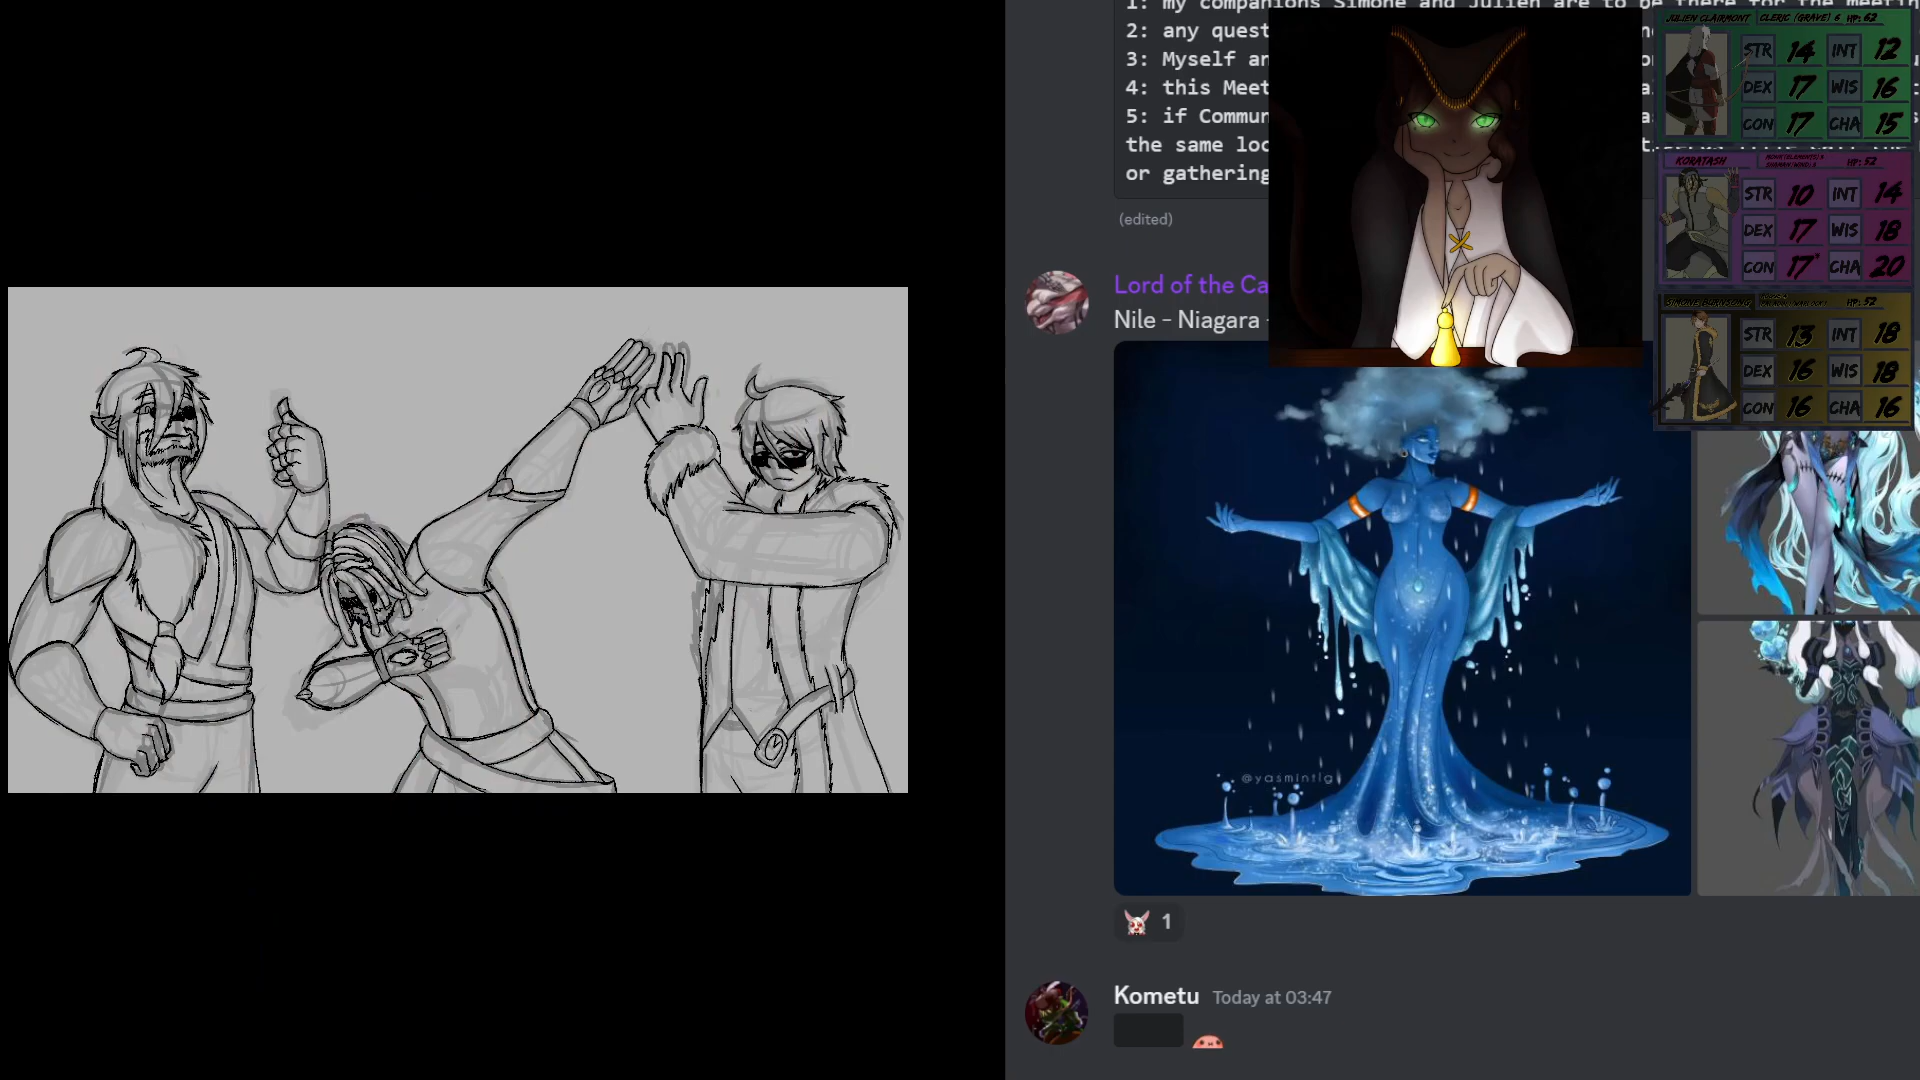 1: my companions Simone and Julien are to be there for the meetin
2: any quest
3: Myself an
4: this Meet
5: if Commun
the same loc
or gathering
(edited)
Lord of the Ca
Nile - Niagara
@yasmintlg
1
Kometu Today at 03:47
JULIEN CLAIRMONT CLERIC (GRAVE) 6 HP: 62
STR 14 INT 12
DEX 17 WIS 16
CON 17 CHA 15
KORATASH HP: 52
STR 10 INT 14
DEX 17 WIS 18
CON 17 CHA 20
HP: 52
STR 13 INT 18
DEX 16 WIS 18
CON 16 CHA 16